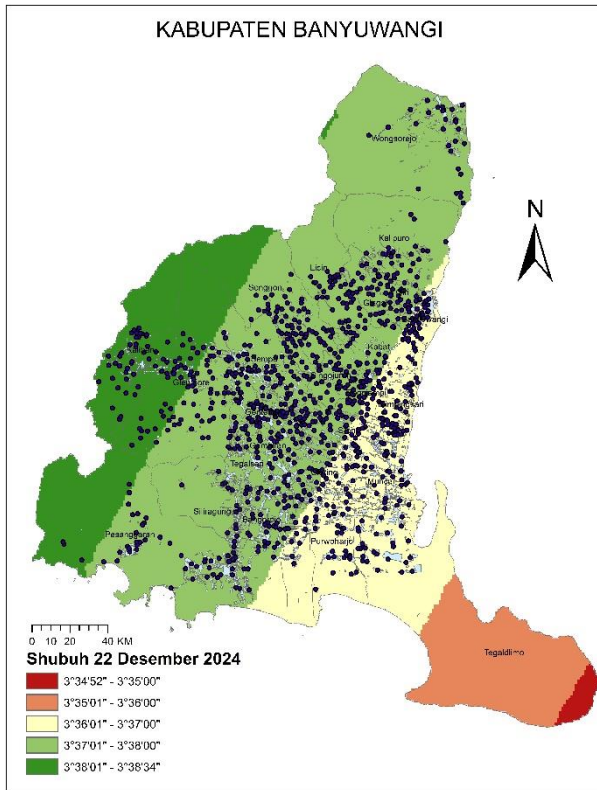 KABUPATEN BANYUWANGI
Wongsorejo
N
Kalipuro
Licin
Songgon
Kabat
Glenmore
Tegalsari
Siliragung
Pesanggaran
Purwoharjo
Tegaldlimo
0 10 20 40 KM
Shubuh 22 Desember 2024
3°34'52" - 3°35'00"
3°35'01" - 3°36'00"
3°36'01" - 3°37'00"
3°37'01" - 3°38'00"
3°38'01" - 3°38'34"